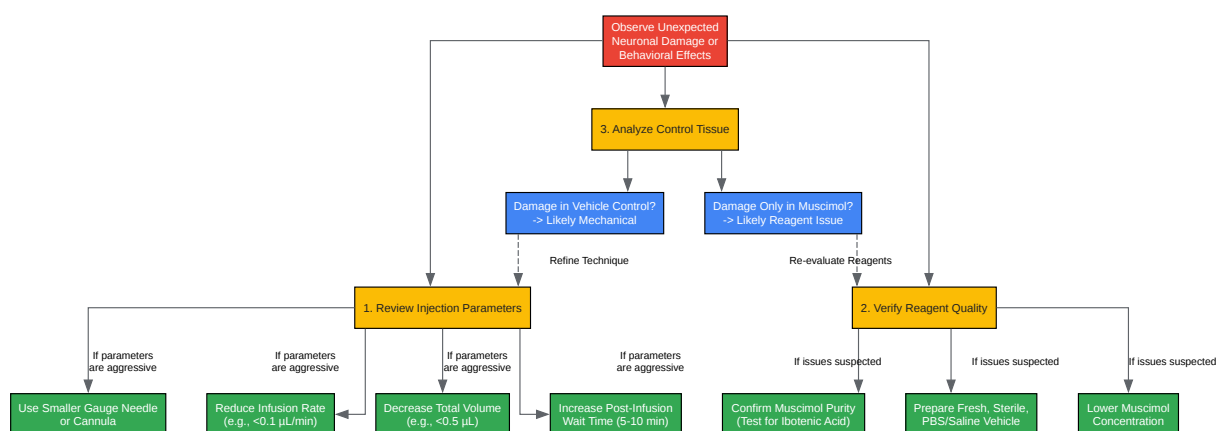 Observe Unexpected
Neuronal Damage or
Behavioral Effects
3. Analyze Control Tissue
Damage in Vehicle Control?
-> Likely Mechanical
Damage Only in Muscimol?
-> Likely Reagent Issue
Refine Technique
Re-evaluate Reagents
1. Review Injection Parameters
2. Verify Reagent Quality
If parameters
are aggressive
If parameters
are aggressive
If parameters
are aggressive
If parameters
are aggressive
If issues suspected
If issues suspected
If issues suspected
Use Smaller Gauge Needle
or Cannula
Reduce Infusion Rate
(e.g., <0.1 µL/min)
Decrease Total Volume
(e.g., <0.5 µL)
Increase Post-Infusion
Wait Time (5-10 min)
Confirm Muscimol Purity
(Test for Ibotenic Acid)
Prepare Fresh, Sterile,
PBS/Saline Vehicle
Lower Muscimol
Concentration